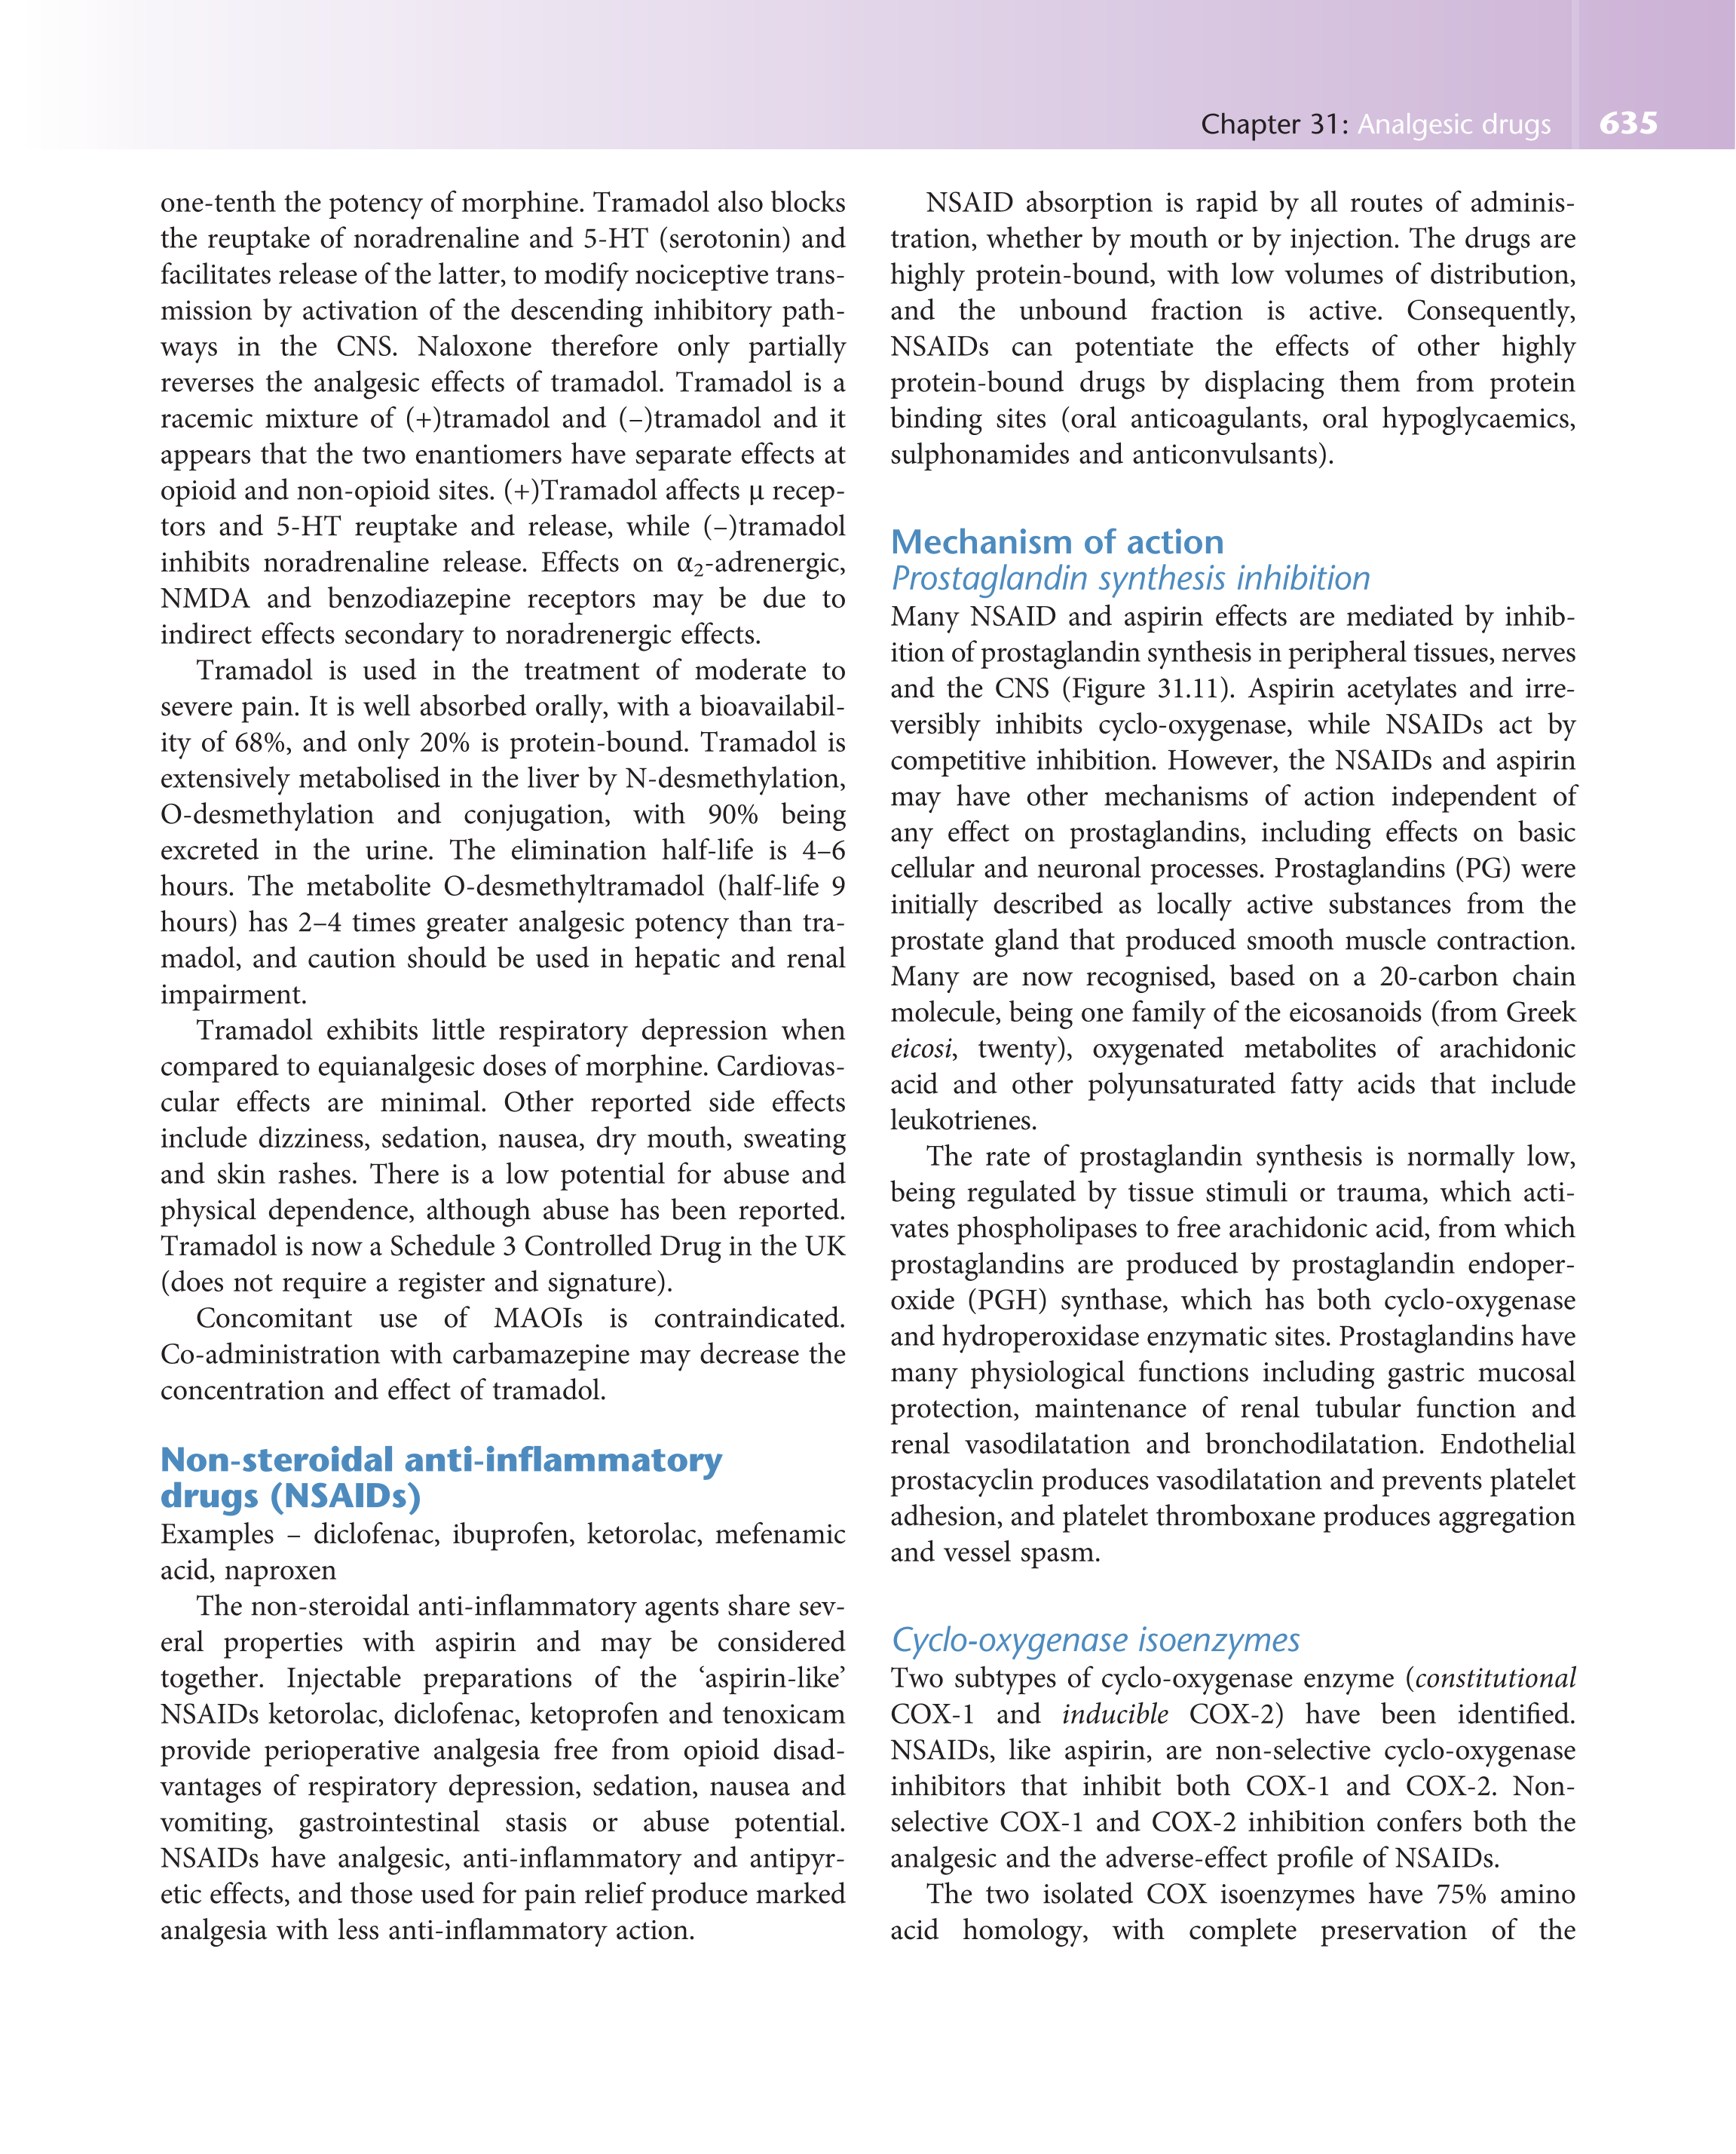 Chapter 31: Analgesic drugs 635
one-tenth the potency of morphine. Tramadol also blocks
the reuptake of noradrenaline and 5-HT (serotonin) and
facilitates release of the latter, to modify nociceptive trans-
mission by activation of the descending inhibitory path-
ways in the CNS. Naloxone therefore only partially
reverses the analgesic effects of tramadol. Tramadol is a
racemic mixture of (+)tramadol and (–)tramadol and it
appears that the two enantiomers have separate effects at
opioid and non-opioid sites. (+)Tramadol affects μ recep-
tors and 5-HT reuptake and release, while (–)tramadol
inhibits noradrenaline release. Effects on α₂-adrenergic,
NMDA and benzodiazepine receptors may be due to
indirect effects secondary to noradrenergic effects.
Tramadol is used in the treatment of moderate to
severe pain. It is well absorbed orally, with a bioavailabil-
ity of 68%, and only 20% is protein-bound. Tramadol is
extensively metabolised in the liver by N-desmethylation,
O-desmethylation and conjugation, with 90% being
excreted in the urine. The elimination half-life is 4–6
hours. The metabolite O-desmethyltramadol (half-life 9
hours) has 2–4 times greater analgesic potency than tra-
madol, and caution should be used in hepatic and renal
impairment.
Tramadol exhibits little respiratory depression when
compared to equianalgesic doses of morphine. Cardiovas-
cular effects are minimal. Other reported side effects
include dizziness, sedation, nausea, dry mouth, sweating
and skin rashes. There is a low potential for abuse and
physical dependence, although abuse has been reported.
Tramadol is now a Schedule 3 Controlled Drug in the UK
(does not require a register and signature).
Concomitant use of MAOIs is contraindicated.
Co-administration with carbamazepine may decrease the
concentration and effect of tramadol.
Non-steroidal anti-inflammatory
drugs (NSAIDs)
Examples – diclofenac, ibuprofen, ketorolac, mefenamic
acid, naproxen
The non-steroidal anti-inflammatory agents share sev-
eral properties with aspirin and may be considered
together. Injectable preparations of the ‘aspirin-like’
NSAIDs ketorolac, diclofenac, ketoprofen and tenoxicam
provide perioperative analgesia free from opioid disad-
vantages of respiratory depression, sedation, nausea and
vomiting, gastrointestinal stasis or abuse potential.
NSAIDs have analgesic, anti-inflammatory and antipyr-
etic effects, and those used for pain relief produce marked
analgesia with less anti-inflammatory action.
NSAID absorption is rapid by all routes of adminis-
tration, whether by mouth or by injection. The drugs are
highly protein-bound, with low volumes of distribution,
and the unbound fraction is active. Consequently,
NSAIDs can potentiate the effects of other highly
protein-bound drugs by displacing them from protein
binding sites (oral anticoagulants, oral hypoglycaemics,
sulphonamides and anticonvulsants).
Mechanism of action
Prostaglandin synthesis inhibition
Many NSAID and aspirin effects are mediated by inhib-
ition of prostaglandin synthesis in peripheral tissues, nerves
and the CNS (Figure 31.11). Aspirin acetylates and irre-
versibly inhibits cyclo-oxygenase, while NSAIDs act by
competitive inhibition. However, the NSAIDs and aspirin
may have other mechanisms of action independent of
any effect on prostaglandins, including effects on basic
cellular and neuronal processes. Prostaglandins (PG) were
initially described as locally active substances from the
prostate gland that produced smooth muscle contraction.
Many are now recognised, based on a 20-carbon chain
molecule, being one family of the eicosanoids (from Greek
eicosi, twenty), oxygenated metabolites of arachidonic
acid and other polyunsaturated fatty acids that include
leukotrienes.
The rate of prostaglandin synthesis is normally low,
being regulated by tissue stimuli or trauma, which acti-
vates phospholipases to free arachidonic acid, from which
prostaglandins are produced by prostaglandin endoper-
oxide (PGH) synthase, which has both cyclo-oxygenase
and hydroperoxidase enzymatic sites. Prostaglandins have
many physiological functions including gastric mucosal
protection, maintenance of renal tubular function and
renal vasodilatation and bronchodilatation. Endothelial
prostacyclin produces vasodilatation and prevents platelet
adhesion, and platelet thromboxane produces aggregation
and vessel spasm.
Cyclo-oxygenase isoenzymes
Two subtypes of cyclo-oxygenase enzyme (constitutional
COX-1 and inducible COX-2) have been identified.
NSAIDs, like aspirin, are non-selective cyclo-oxygenase
inhibitors that inhibit both COX-1 and COX-2. Non-
selective COX-1 and COX-2 inhibition confers both the
analgesic and the adverse-effect profile of NSAIDs.
The two isolated COX isoenzymes have 75% amino
acid homology, with complete preservation of the